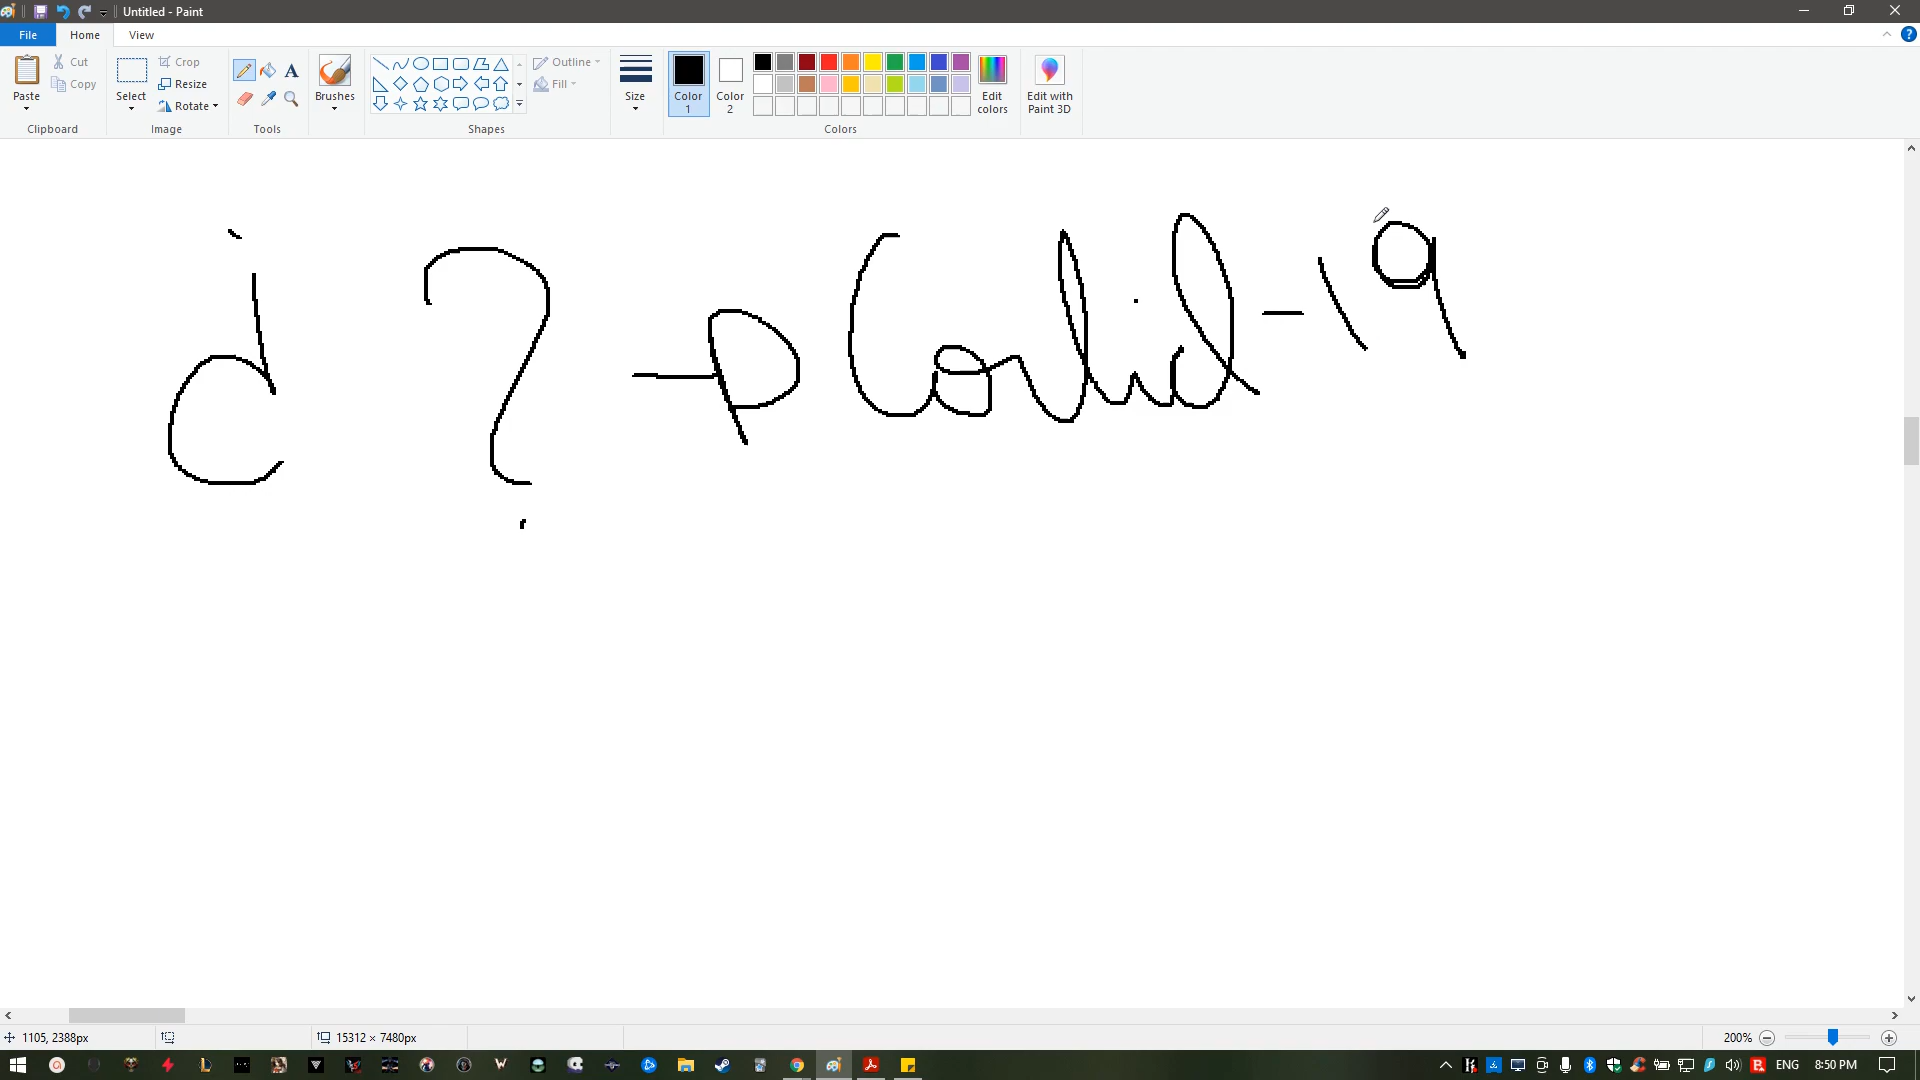 Untitled - Paint
File Home View
Paste Cut Copy Select Crop Resize Rotate A Brushes Outline Fill Size Color 1 Color 2 Edit colors Edit with Paint 3D
Clipboard Image Tools Shapes Colors
¿ ? → Covid-19
1105, 2388px 15312 × 7480px 200%
ENG 8:50 PM